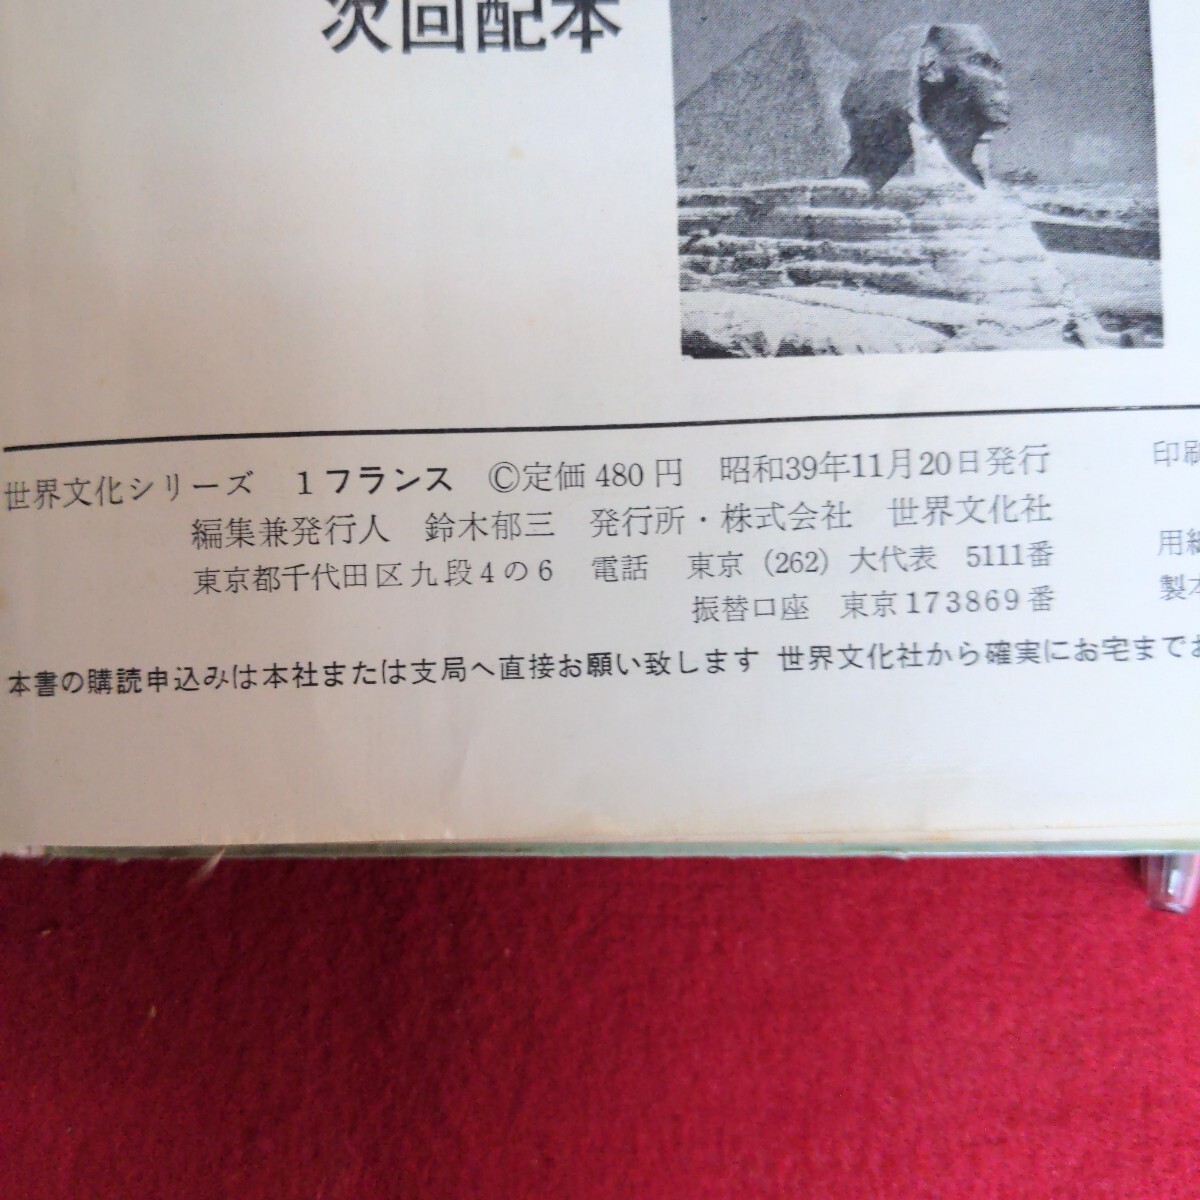 次回配本
世界文化シリーズ 1 フランス ©定価 480 円 昭和39年11月20日発行
編集兼発行人 鈴木郁三 発行所・株式会社 世界文化社
東京都千代田区九段4の6 電話 東京 (262) 大代表 5111番
振替口座 東京173869番
本書の購読申込みは本社または支局へ直接お願い致します 世界文化社から確実にお宅まで
印刷
用紙
製本